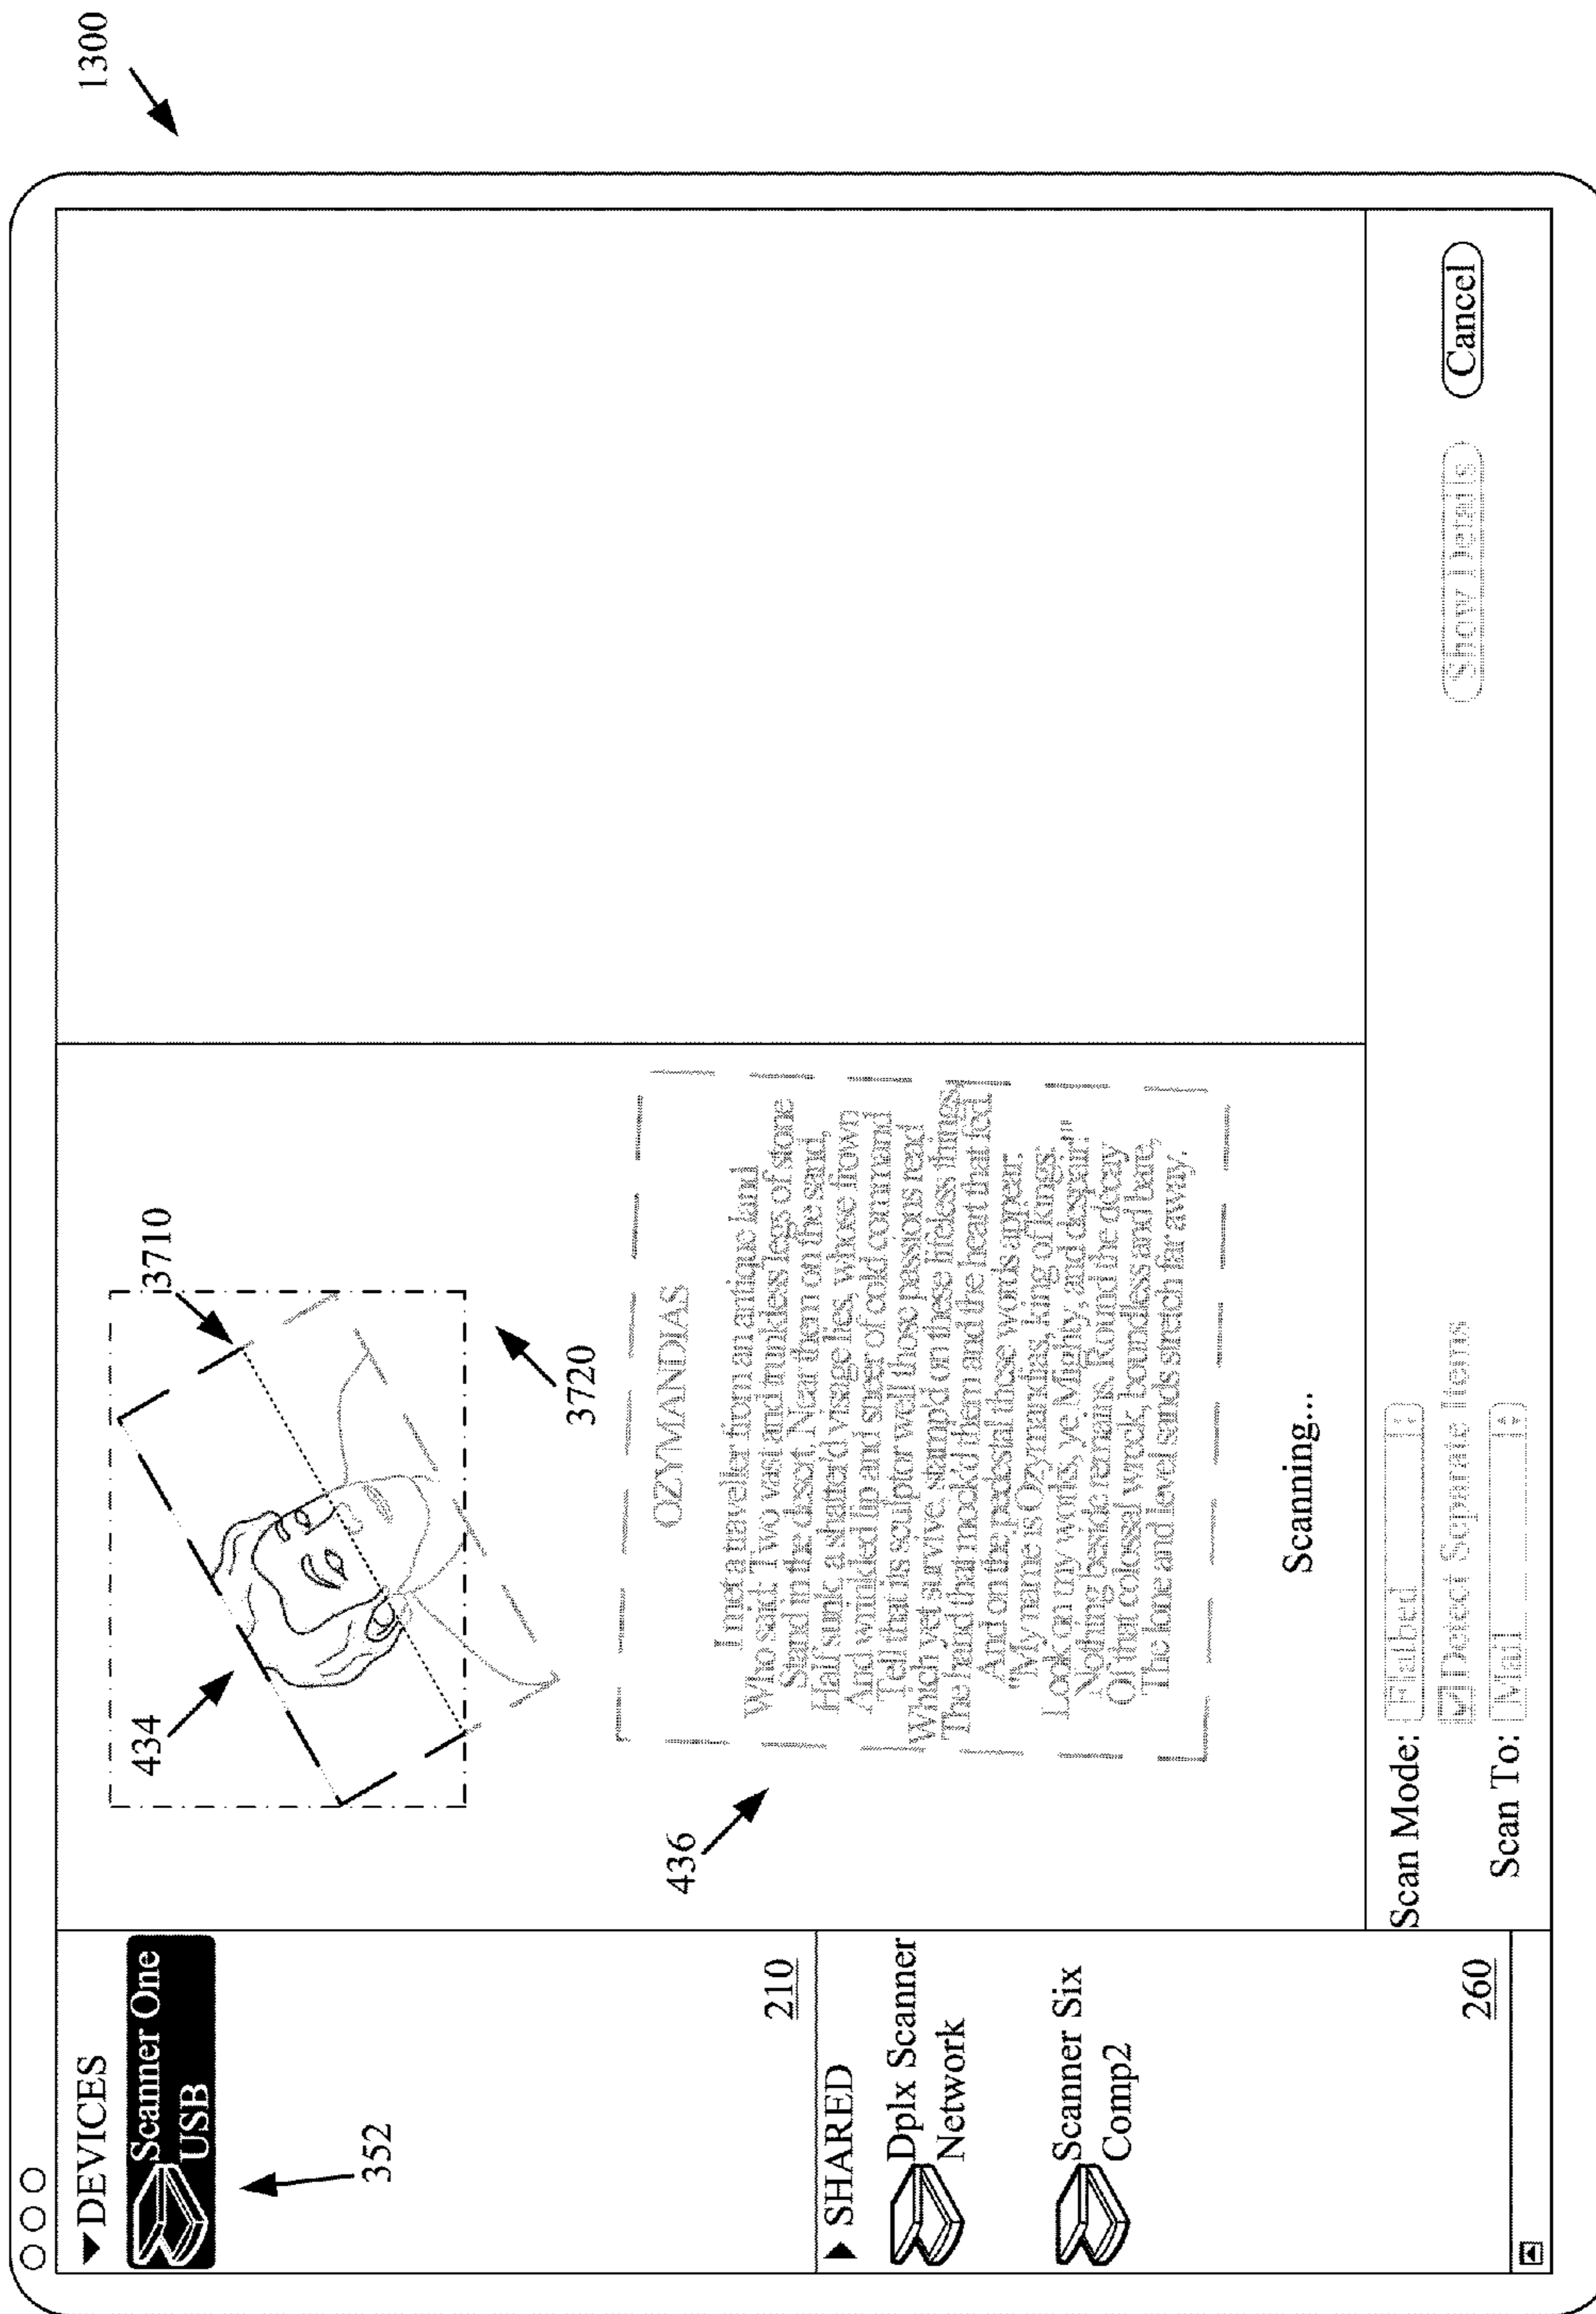 1300
▼DEVICES
Scanner One
USB
352
210
▶ SHARED
Dplx Scanner
Network
Scanner Six
Comp2
260
434
3710
3720
436
OZYMANDIAS
I met a traveller from an antique land
Who said: Two vast and trunkless legs of stone
Stand in the desert. Near them on the sand,
Half sunk, a shatter'd visage lies, whose frown
And wrinkled lip and sneer of cold command
Tell that its sculptor well those passions read
Which yet survive, stamp'd on these lifeless things,
The hand that mock'd them and the heart that fed.
And on the pedestal these words appear:
"My name is Ozymandias, king of kings:
Look on my works, ye Mighty, and despair!"
Nothing beside remains. Round the decay
Of that colossal wreck, boundless and bare,
The lone and level sands stretch far away.
Scanning...
Scan Mode: Flatbed
Detect Separate Items
Scan To: Mail
Show Details
Cancel